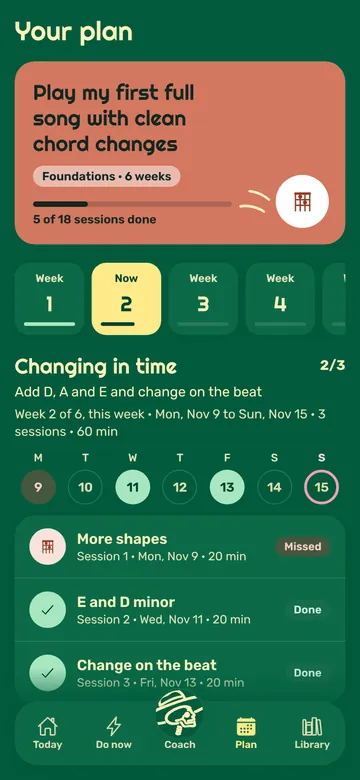 Your plan
Play my first full
song with clean
chord changes
Foundations • 6 weeks
5 of 18 sessions done
Week
1
Now
2
Week
3
Week
4
Changing in time
2/3
Add D, A and E and change on the beat
Week 2 of 6, this week • Mon, Nov 9 to Sun, Nov 15 • 3
sessions • 60 min
M T W T F S S
9 10 11 12 13 14 15
More shapes
Session 1 • Mon, Nov 9 • 20 min
Missed
E and D minor
Session 2 • Wed, Nov 11 • 20 min
Done
Change on the beat
Session 3 • Fri, Nov 13 • 20 min
Done
Today
Do now
Coach
Plan
Library